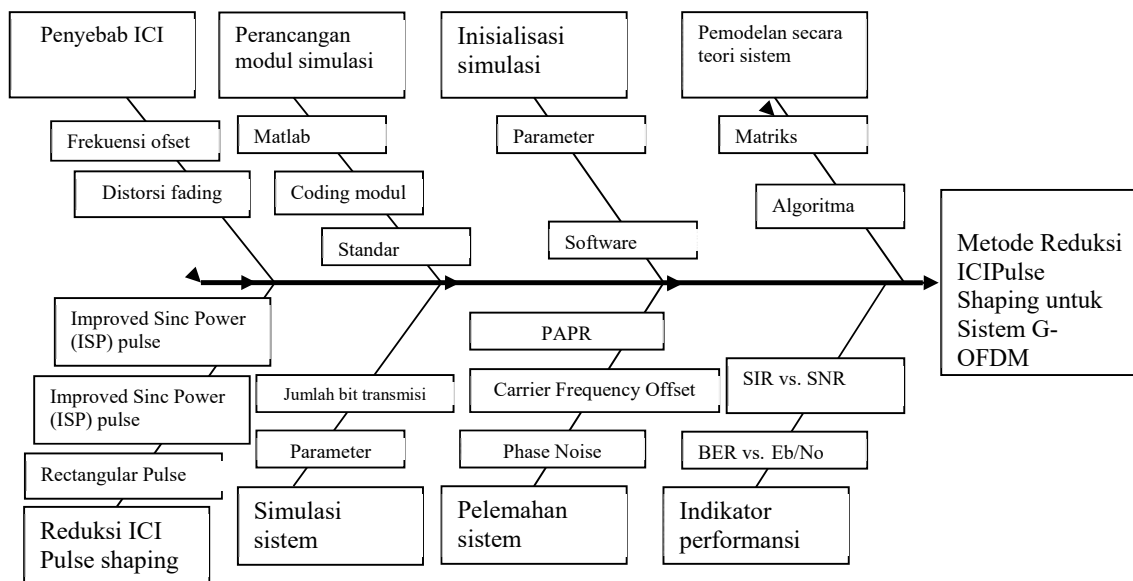 Penyebab ICI
Perancangan
modul simulasi
Inisialisasi
simulasi
Pemodelan secara
teori sistem
Frekuensi ofset
Matlab
Parameter
Matriks
Distorsi fading
Coding modul
Algoritma
Standar
Software
Metode Reduksi
ICIPulse
Shaping untuk
Sistem G-
OFDM
Improved Sinc Power
(ISP) pulse
PAPR
Improved Sinc Power
(ISP) pulse
Jumlah bit transmisi
Carrier Frequency Offset
SIR vs. SNR
Rectangular Pulse
Parameter
Phase Noise
BER vs. Eb/No
Reduksi ICI
Pulse shaping
Simulasi
sistem
Pelemahan
sistem
Indikator
performansi